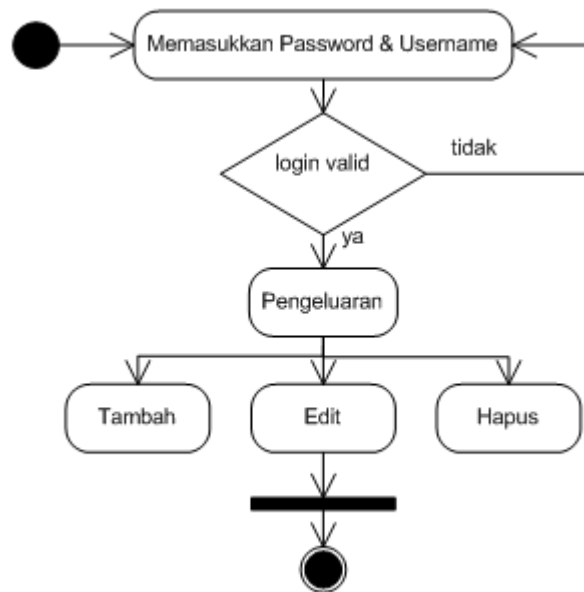 Memasukkan Password & Username
login valid
tidak
ya
Pengeluaran
Tambah
Edit
Hapus